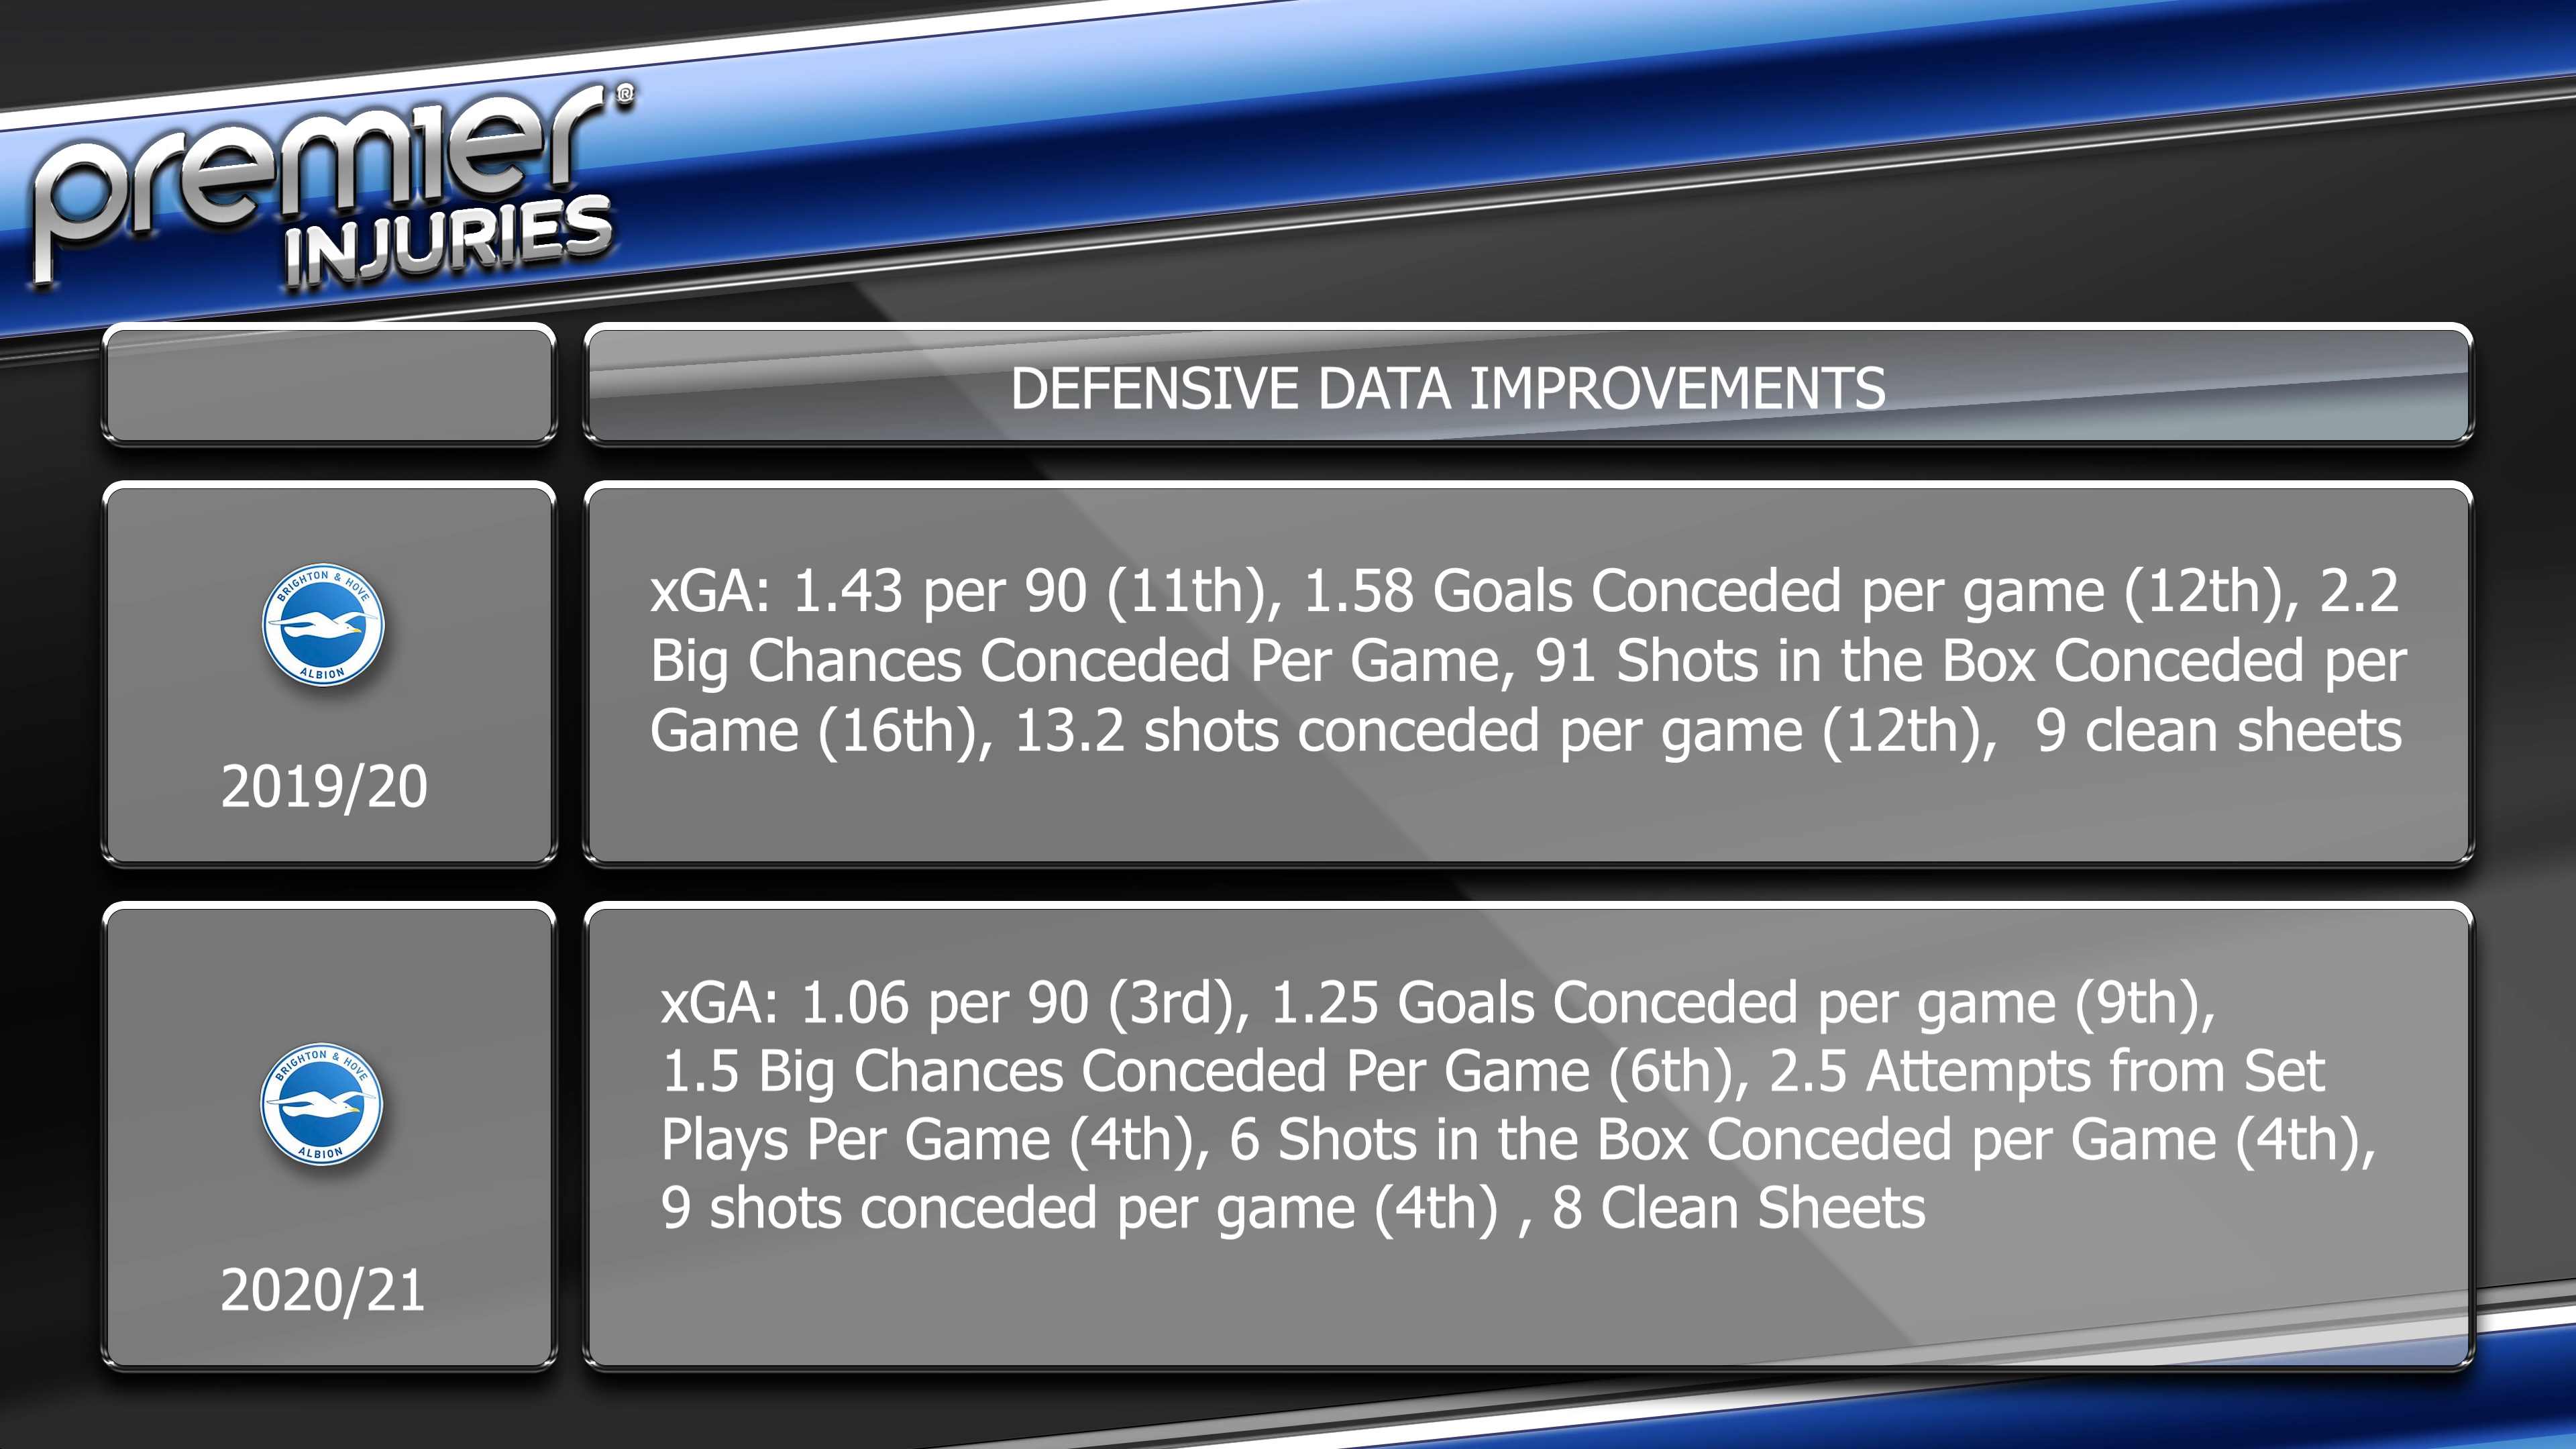 premier®
INJURIES
DEFENSIVE DATA IMPROVEMENTS
BRIGHTON & HOVE
ALBION
2019/20
xGA: 1.43 per 90 (11th), 1.58 Goals Conceded per game (12th), 2.2
Big Chances Conceded Per Game, 91 Shots in the Box Conceded per
Game (16th), 13.2 shots conceded per game (12th),  9 clean sheets
BRIGHTON & HOVE
ALBION
2020/21
xGA: 1.06 per 90 (3rd), 1.25 Goals Conceded per game (9th),
1.5 Big Chances Conceded Per Game (6th), 2.5 Attempts from Set
Plays Per Game (4th), 6 Shots in the Box Conceded per Game (4th),
9 shots conceded per game (4th) , 8 Clean Sheets